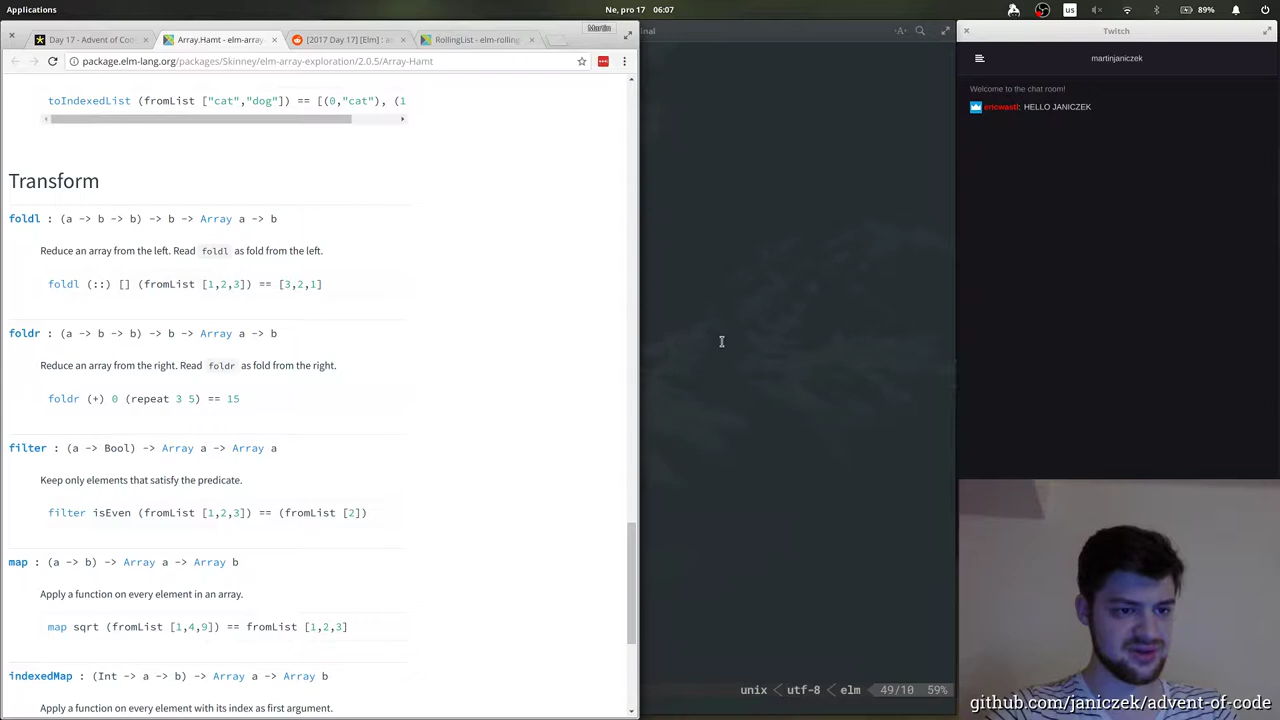 Applications
Ne, pro 17 06:07
us
89%
Martin
Day 17 - Advent of Co
Array.Hamt - elm-array
[2017 Day 17] [Elm] : a
RollingList - elm-rolling
nal
Twitch
package.elm-lang.org/packages/Skinney/elm-array-exploration/2.0.5/Array-Hamt
martinjaniczek
Welcome to the chat room!
ericwastl: HELLO JANICZEK
toIndexedList (fromList ["cat","dog"]) == [(0,"cat"), (1
Transform
foldl : (a -> b -> b) -> b -> Array a -> b
Reduce an array from the left. Read foldl as fold from the left.
foldl (::) [] (fromList [1,2,3]) == [3,2,1]
foldr : (a -> b -> b) -> b -> Array a -> b
Reduce an array from the right. Read foldr as fold from the right.
foldr (+) 0 (repeat 3 5) == 15
filter : (a -> Bool) -> Array a -> Array a
Keep only elements that satisfy the predicate.
filter isEven (fromList [1,2,3]) == (fromList [2])
map : (a -> b) -> Array a -> Array b
Apply a function on every element in an array.
map sqrt (fromList [1,4,9]) == fromList [1,2,3]
indexedMap : (Int -> a -> b) -> Array a -> Array b
Apply a function on every element with its index as first argument.
unix < utf-8 < elm < 49/10 59%
github.com/janiczek/advent-of-code